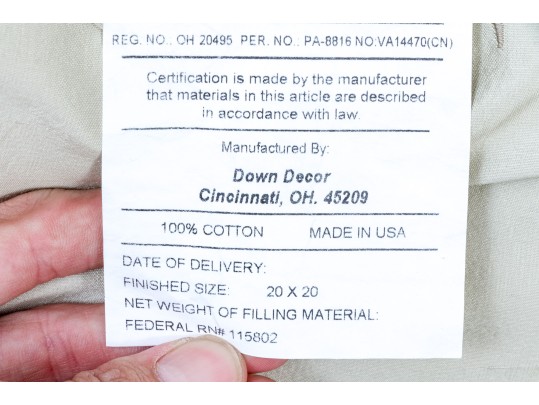 REG. NO.. OH 20495 PER. NO.: PA-8816 NO:VA14470(CN)
Certification is made by the manufacturer
that materials in this article are described
in accordance with law.
Manufactured By:
Down Decor
Cincinnati, OH. 45209
100% COTTON MADE IN USA
DATE OF DELIVERY:
FINISHED SIZE: 20 X 20
NET WEIGHT OF FILLING MATERIAL:
FEDERAL RN# 115802